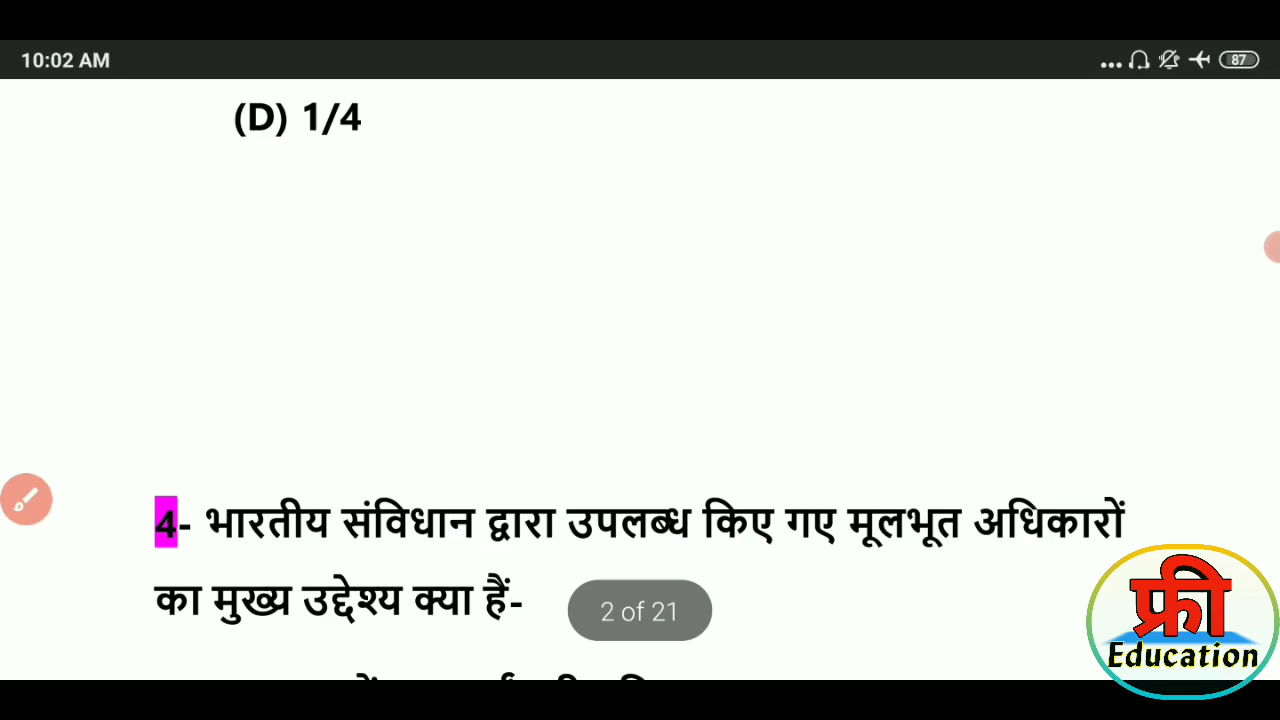 10:02 AM
87
(D) 1/4
4- भारतीय संविधान द्वारा उपलब्ध किए गए मूलभूत अधिकारों
का मुख्य उद्देश्य क्या हैं-
2 of 21
फ्री
Education